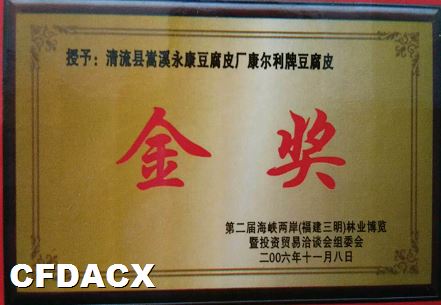 授予：清流县嵩溪永康豆腐皮厂康尔利牌豆腐皮
金奖
第二届海峡两岸(福建三明)林业博览
暨投资贸易洽谈会组委会
二00六年十一月八日
CFDACX